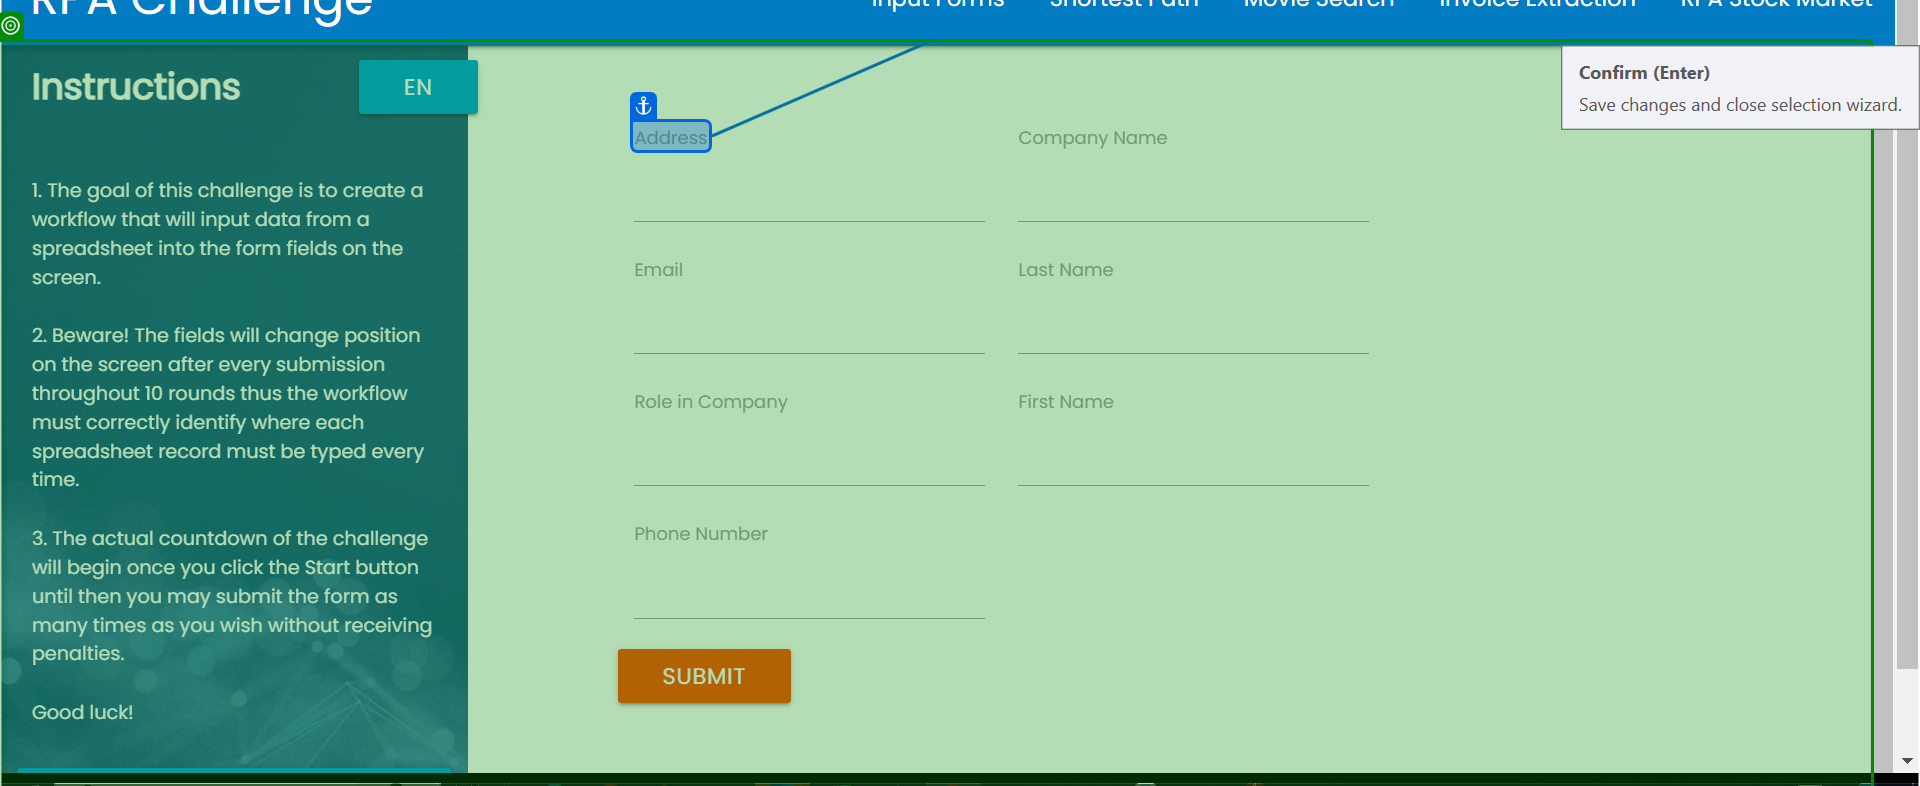 RPA Challenge
Input Forms Shortest Path Movie Search Invoice Extraction RPA Stock Market
Instructions
EN
1. The goal of this challenge is to create a
workflow that will input data from a
spreadsheet into the form fields on the
screen.
2. Beware! The fields will change position
on the screen after every submission
throughout 10 rounds thus the workflow
must correctly identify where each
spreadsheet record must be typed every
time.
3. The actual countdown of the challenge
will begin once you click the Start button
until then you may submit the form as
many times as you wish without receiving
penalties.
Good luck!
Address
Company Name
Email
Last Name
Role in Company
First Name
Phone Number
SUBMIT
Confirm (Enter)
Save changes and close selection wizard.